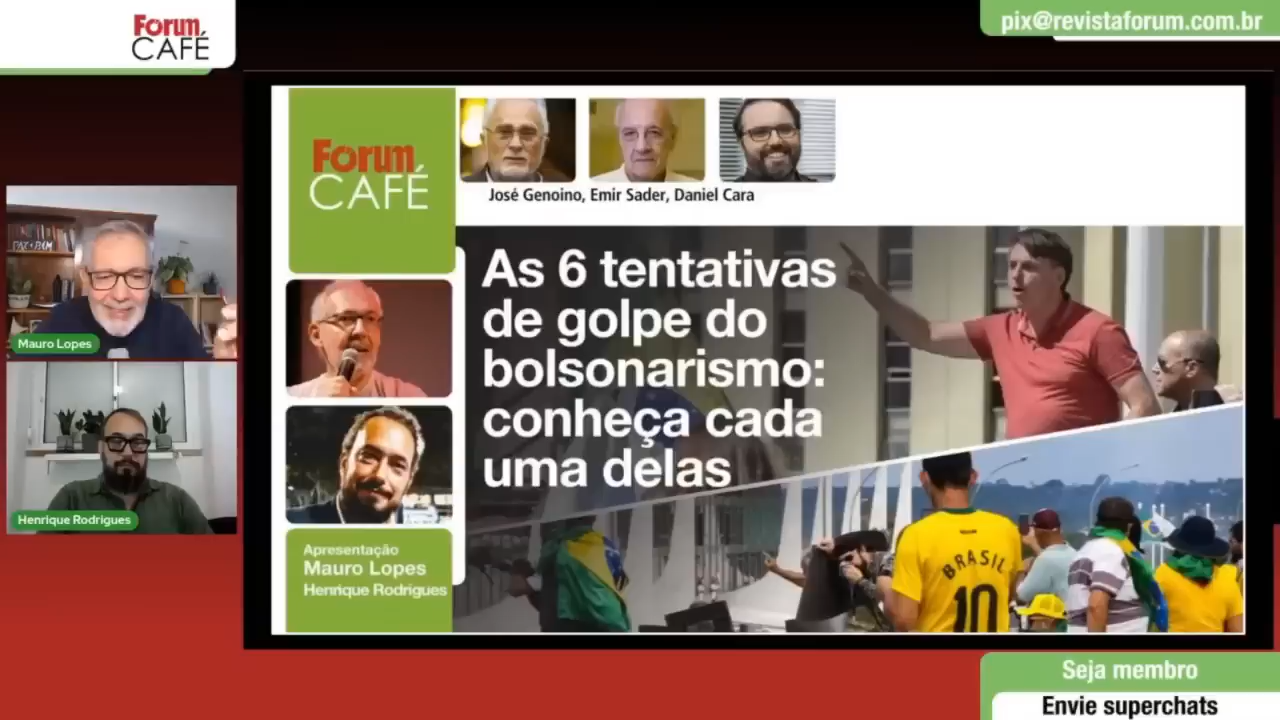 Forum
CAFÉ
pix@revistaforum.com.br
Forum
CAFÉ
José Genoino, Emir Sader, Daniel Cara
As 6 tentativas
de golpe do
bolsonarismo:
conheça cada
uma delas
BRASIL
10
Mauro Lopes
Henrique Rodrigues
Apresentação
Mauro Lopes
Henrique Rodrigues
Seja membro
Envie superchats